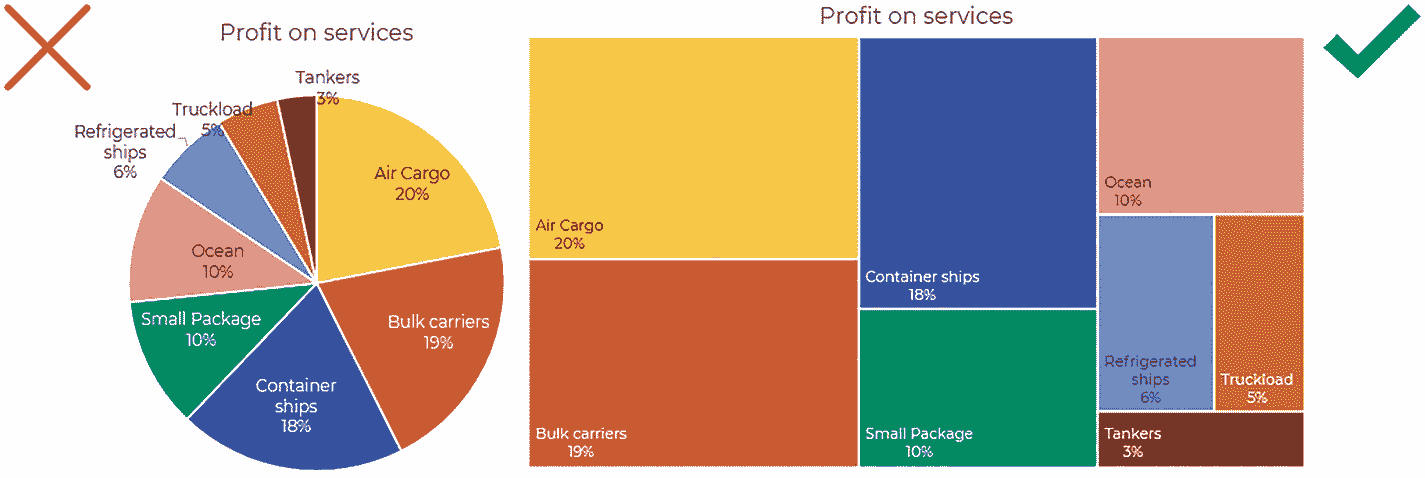 Profit on services
Tankers
3%
Truckload
5%
Refrigerated
ships
6%
Air Cargo
20%
Ocean
10%
Small Package
10%
Bulk carriers
19%
Container
ships
18%
Profit on services
Air Cargo
20%
Bulk carriers
19%
Container ships
18%
Small Package
10%
Ocean
10%
Refrigerated
ships
6%
Truckload
5%
Tankers
3%